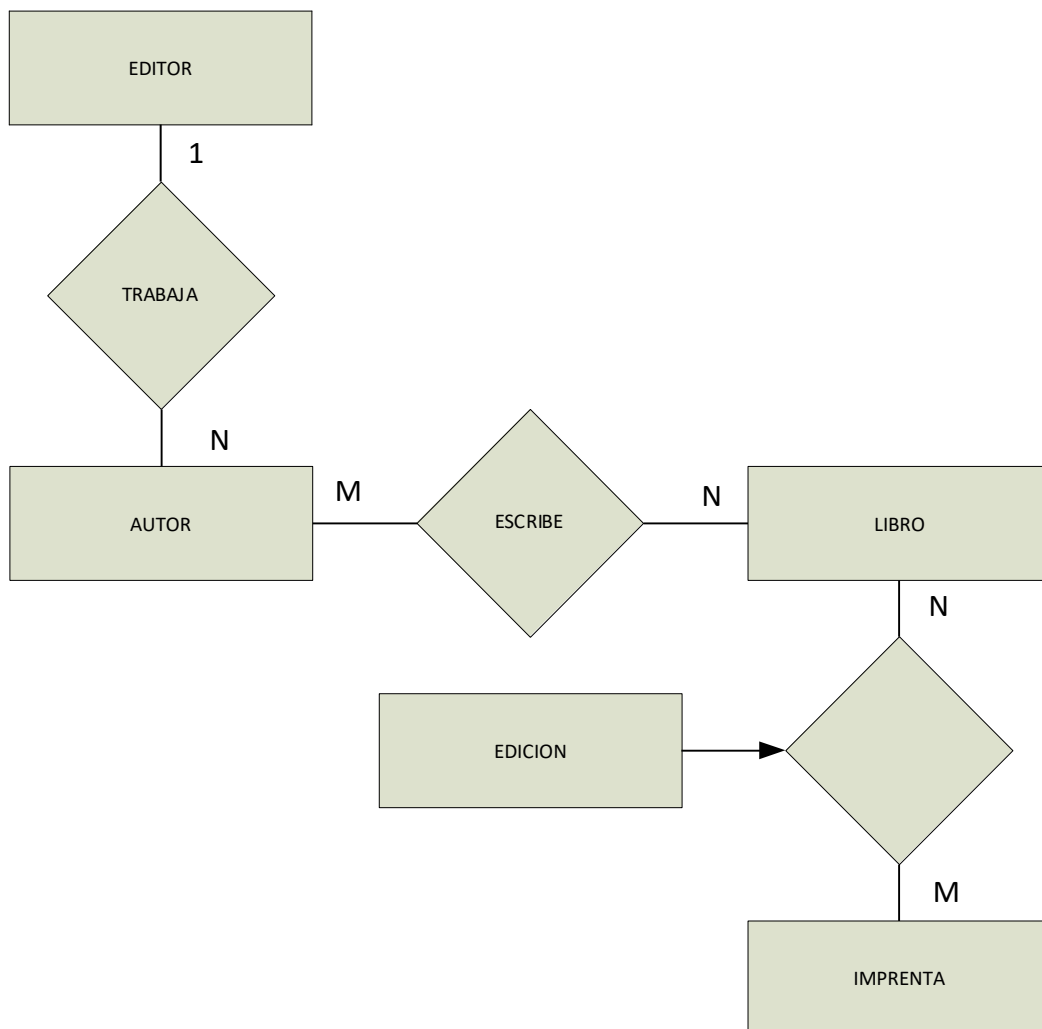 EDITOR
1
TRABAJA
N
AUTOR
M
ESCRIBE
N
LIBRO
N
EDICION
M
IMPRENTA